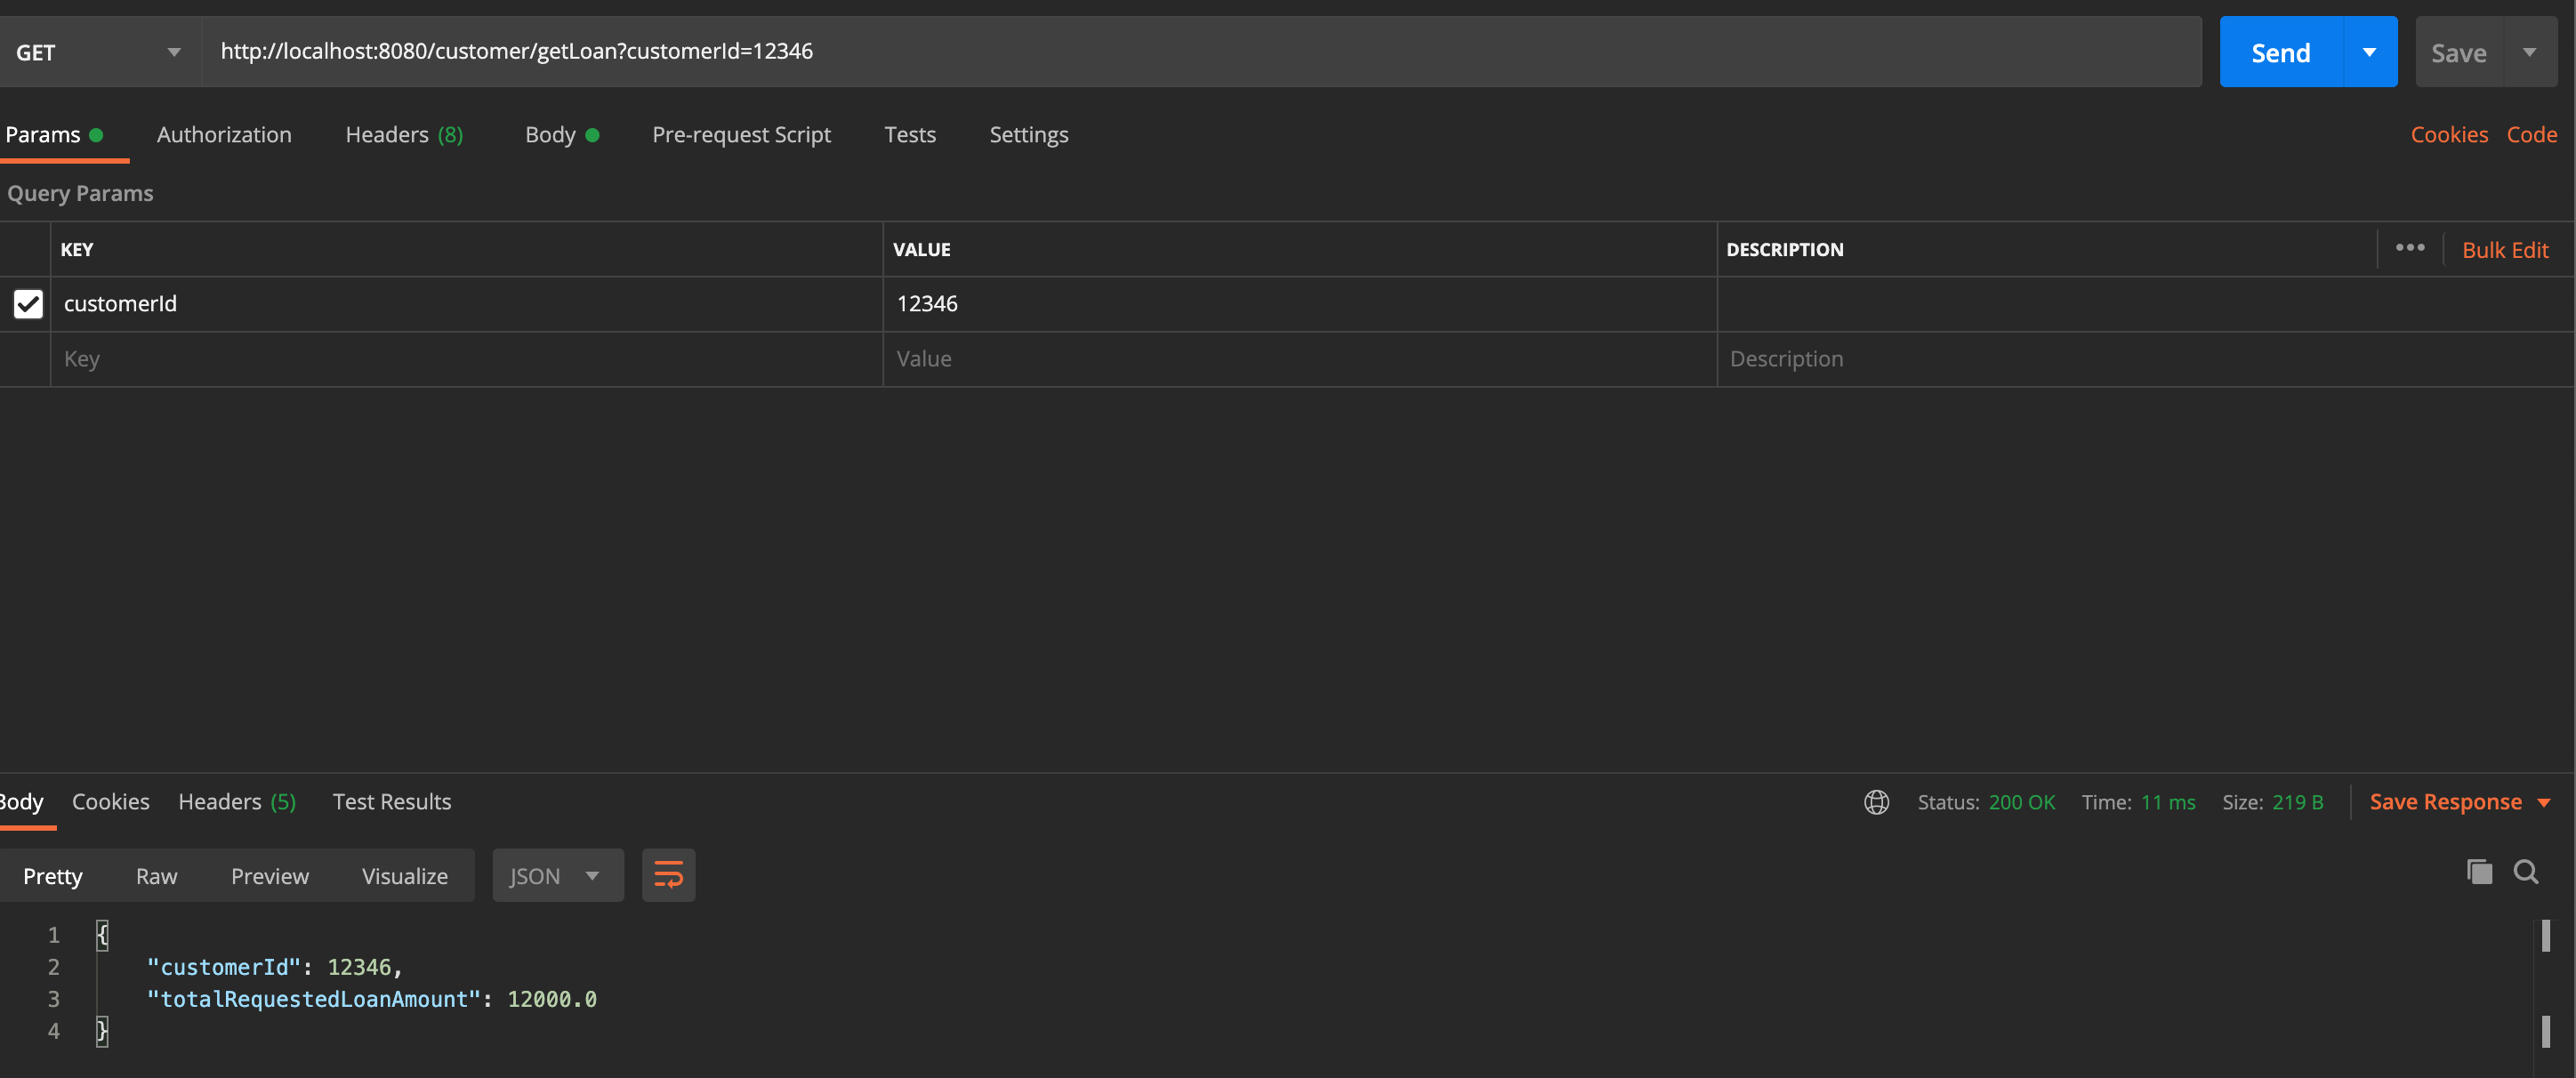 GET http://localhost:8080/customer/getLoan?customerId=12346 Send Save
Params Authorization Headers (8) Body Pre-request Script Tests Settings Cookies Code
Query Params
KEY VALUE DESCRIPTION ••• Bulk Edit
customerId 12346
Key Value Description
Body Cookies Headers (5) Test Results Status: 200 OK Time: 11 ms Size: 219 B Save Response
Pretty Raw Preview Visualize JSON
1 {
2 "customerId": 12346,
3 "totalRequestedLoanAmount": 12000.0
4 }